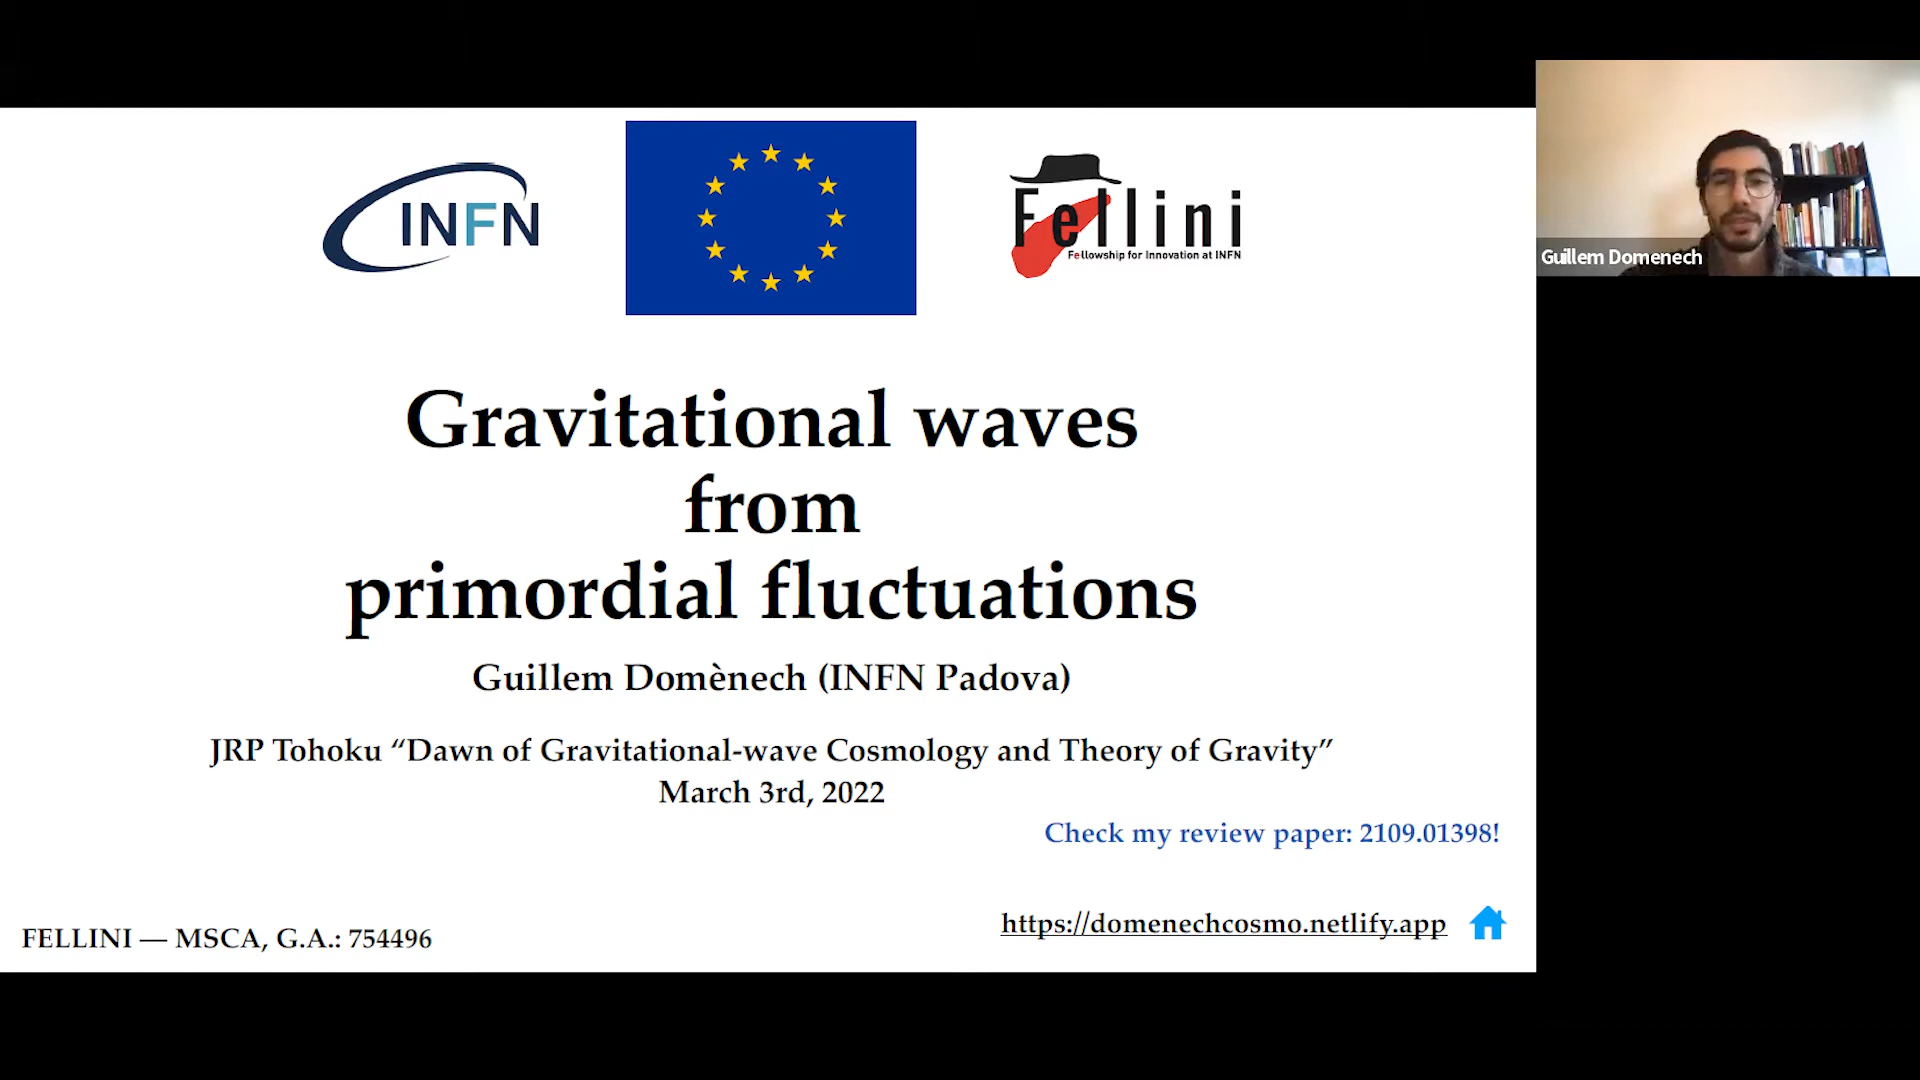 INFN
Fellini
Fellowship for Innovation at INFN
Guillem Domenech
Gravitational waves
from
primordial fluctuations
Guillem Domènech (INFN Padova)
JRP Tohoku “Dawn of Gravitational-wave Cosmology and Theory of Gravity”
March 3rd, 2022
Check my review paper: 2109.01398!
https://domenechcosmo.netlify.app
FELLINI — MSCA, G.A.: 754496